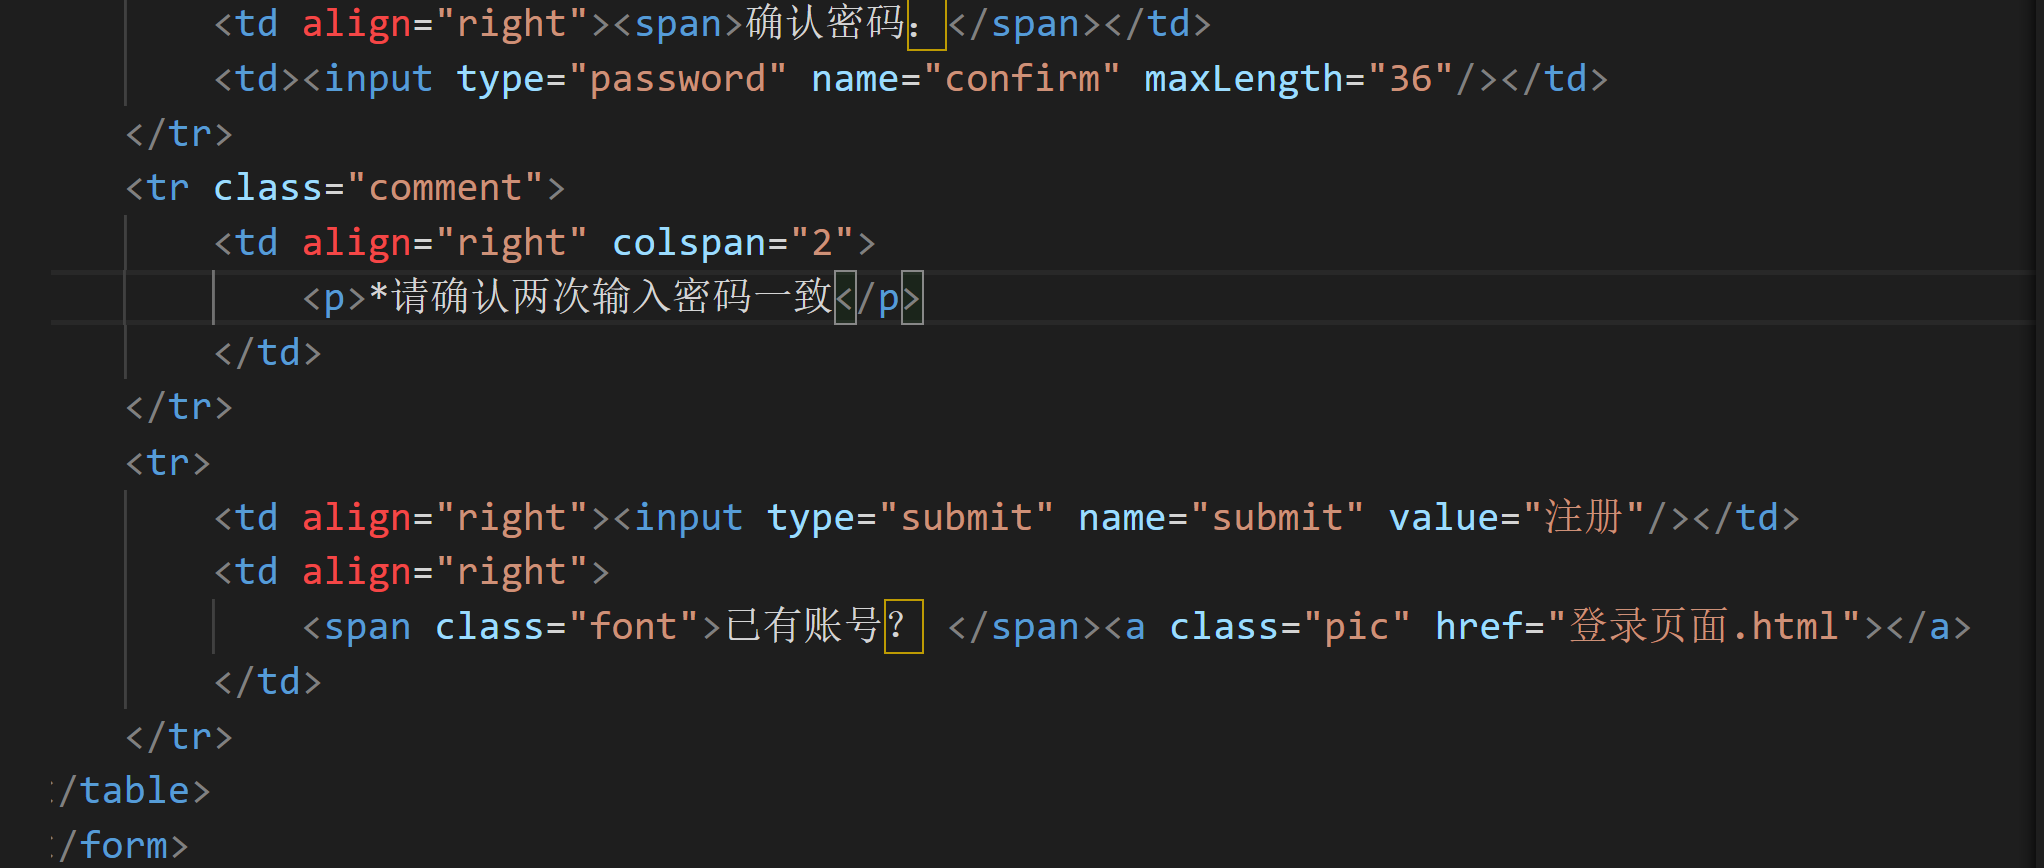 <td align="right"><span>确认密码：</span></td>
<td><input type="password" name="confirm" maxLength="36"/></td>
</tr>
<tr class="comment">
<td align="right" colspan="2">
<p>*请确认两次输入密码一致</p>
</td>
</tr>
<tr>
<td align="right"><input type="submit" name="submit" value="注册"/></td>
<td align="right">
<span class="font">已有账号？ </span><a class="pic" href="登录页面.html"></a>
</td>
</tr>
</table>
</form>